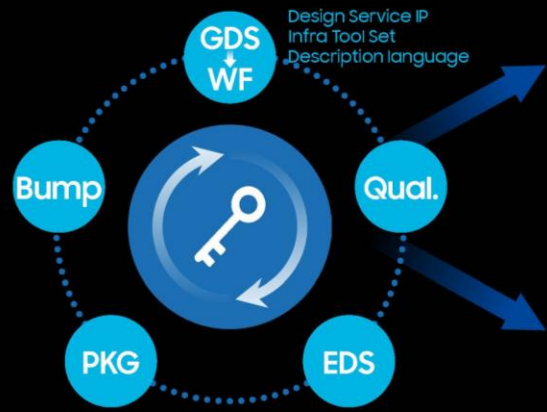 GDS
WF
Design Service IP
Infra Tool Set
Description language
Bump
Qual.
PKG
EDS